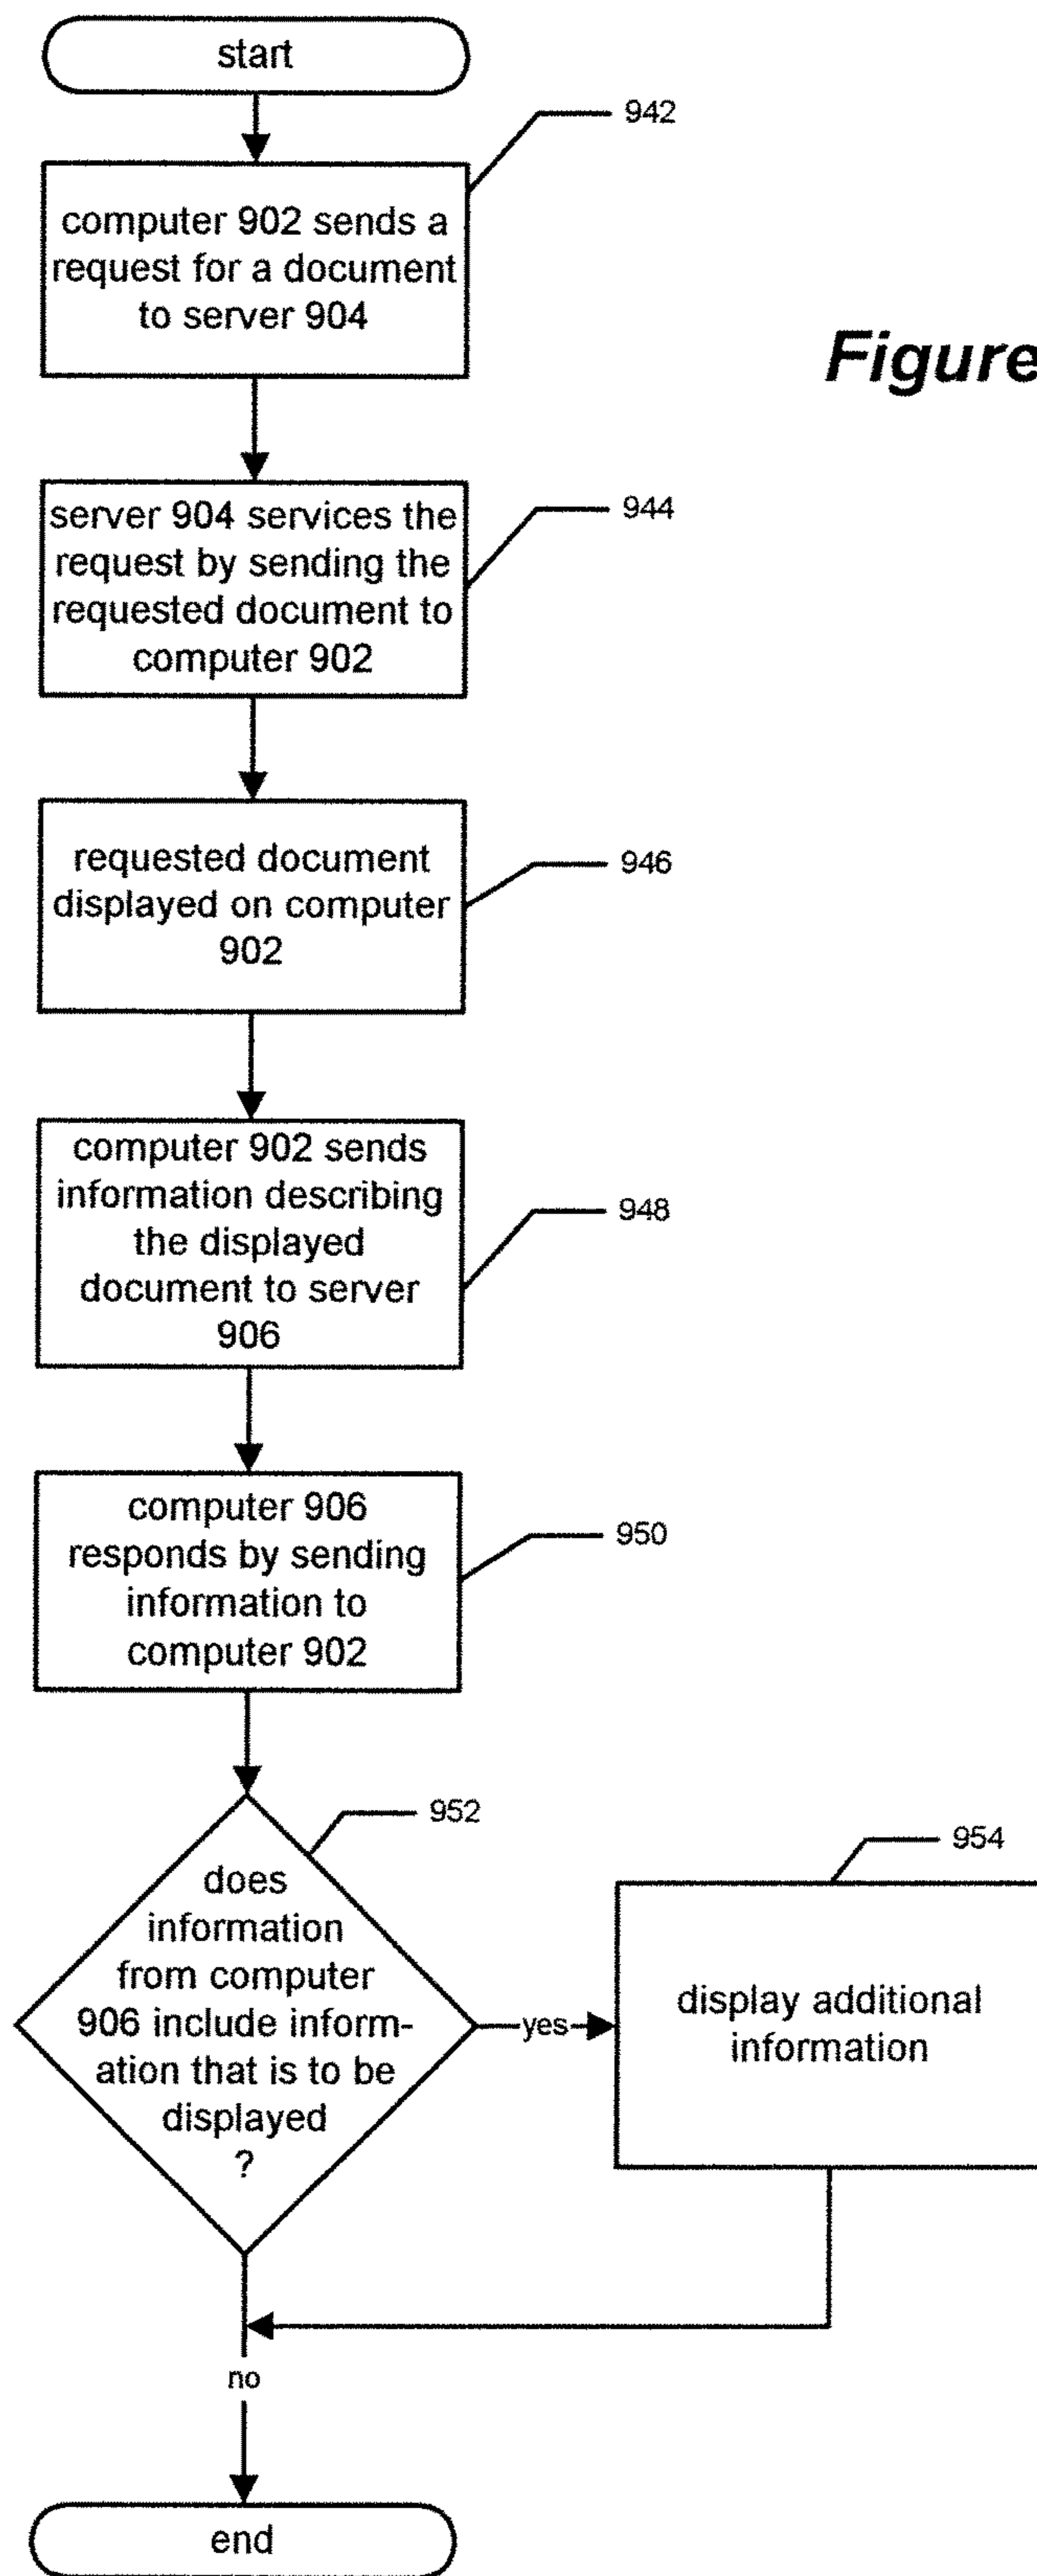 start
942
computer 902 sends a
request for a document
to server 904
Figure
944
server 904 services the
request by sending the
requested document to
computer 902
946
requested document
displayed on computer
902
948
computer 902 sends
information describing
the displayed
document to server
906
950
computer 906
responds by sending
information to
computer 902
952
does
information
from computer
906 include inform-
ation that is to be
displayed
?
yes
954
display additional
information
no
end